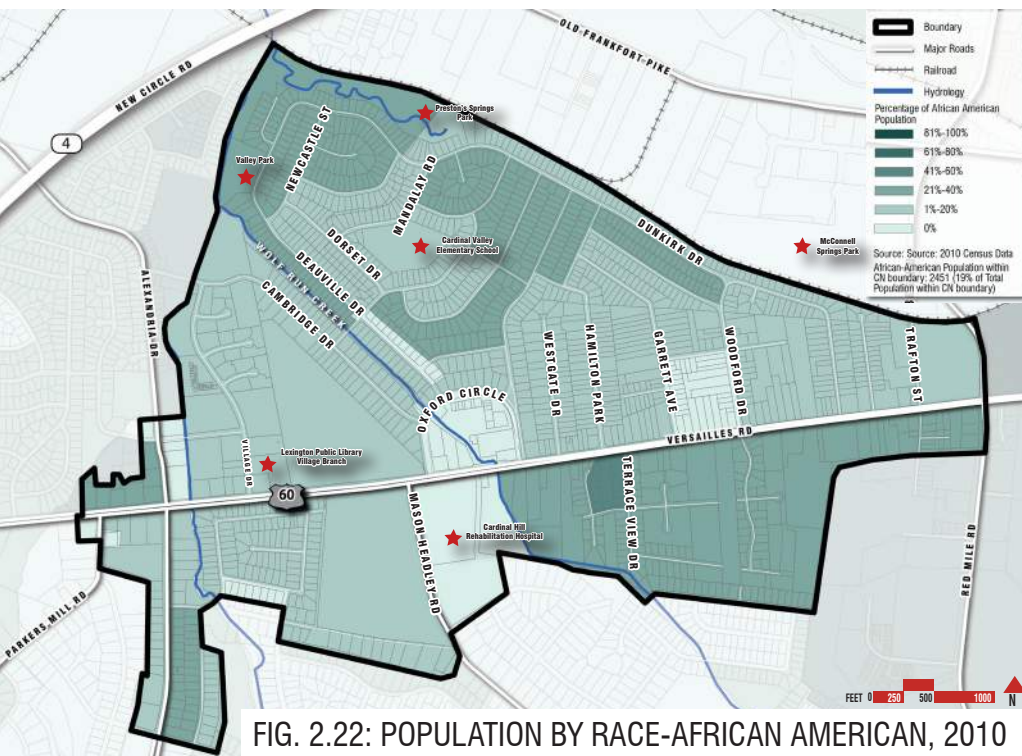 OLD FRANKFORT PIKE
NEW CIRCLE RD
4
Boundary
Major Roads
Railroad
Hydrology
Percentage of African American
Population
81%-100%
61%-80%
41%-60%
21%-40%
1%-20%
0%
Source: Source: 2010 Census Data
African-American Population within
CN boundary: 2451 (19% of Total
Population within CN boundary)
Preston's Springs
Park
Valley Park
NEWCASTLE ST
MANDALAY RD
DORSET DR
Cardinal Valley
Elementary School
DUNKIRK DR
McConnell
Springs Park
WOLF RUN CREEK
DEAUVILLE DR
CAMBRIDGE DR
ALEXANDRIA DR
OXFORD CIRCLE
WESTGATE DR
HAMILTON PARK
GARRETT AVE
WOODFORD DR
TRAFTON ST
VERSAILLES RD
VILLAGE DR
Lexington Public Library
Village Branch
60
MASON-HEADLEY RD
Cardinal Hill
Rehabilitation Hospital
TERRACE VIEW DR
RED MILE RD
PARKERS MILL RD
FEET 0 250 500 1000 N
FIG. 2.22: POPULATION BY RACE-AFRICAN AMERICAN, 2010